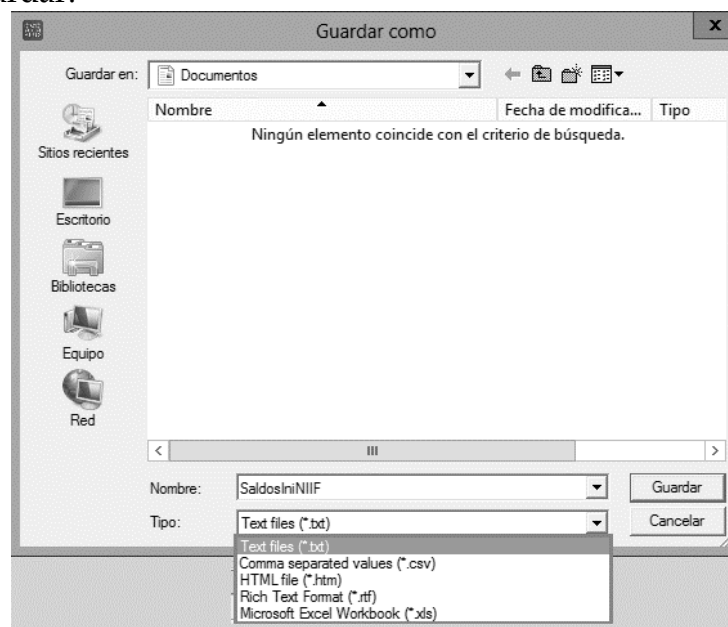 Guardar como
x
Guardar en: Documentos
Nombre Fecha de modifica... Tipo
Ningún elemento coincide con el criterio de búsqueda.
Sitios recientes
Escritorio
Bibliotecas
Equipo
Red
Nombre: SaldosIniNIIF Guardar
Tipo: Text files (*.txt) Cancelar
Text files (*.txt)
Comma separated values (*.csv)
HTML file (*.htm)
Rich Text Format (*.rtf)
Microsoft Excel Workbook (*.xls)